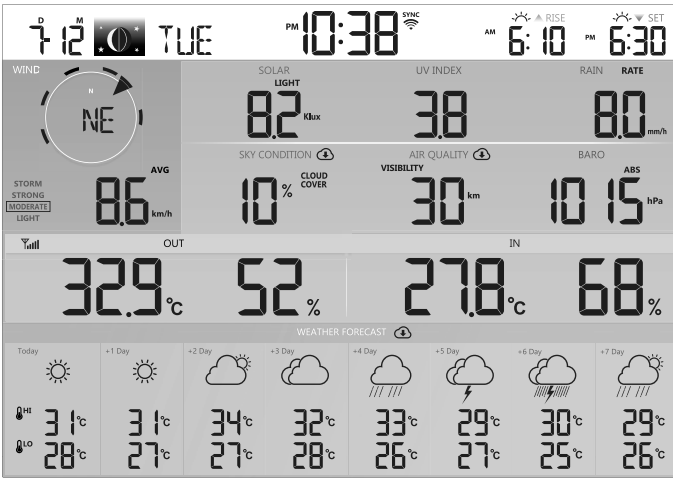 D M
7-12 TUE PM 10:38 SYNC AM 6:10 RISE PM 6:30 SET
WIND
N
NE
STORM
STRONG
MODERATE
LIGHT
AVG
8.6 km/h
SOLAR
LIGHT
8.2 Klux
UV INDEX
3.8
RAIN RATE
8.0 mm/h
SKY CONDITION
10 % CLOUD COVER
AIR QUALITY
VISIBILITY
30 km
BARO
ABS
1015 hPa
OUT
32.9 °C 52 %
IN
27.8 °C 68 %
WEATHER FORECAST
Today +1 Day +2 Day +3 Day +4 Day +5 Day +6 Day +7 Day
HI 31 °C 31 °C 34 °C 32 °C 33 °C 29 °C 30 °C 29 °C
LO 28 °C 27 °C 27 °C 28 °C 26 °C 27 °C 25 °C 26 °C